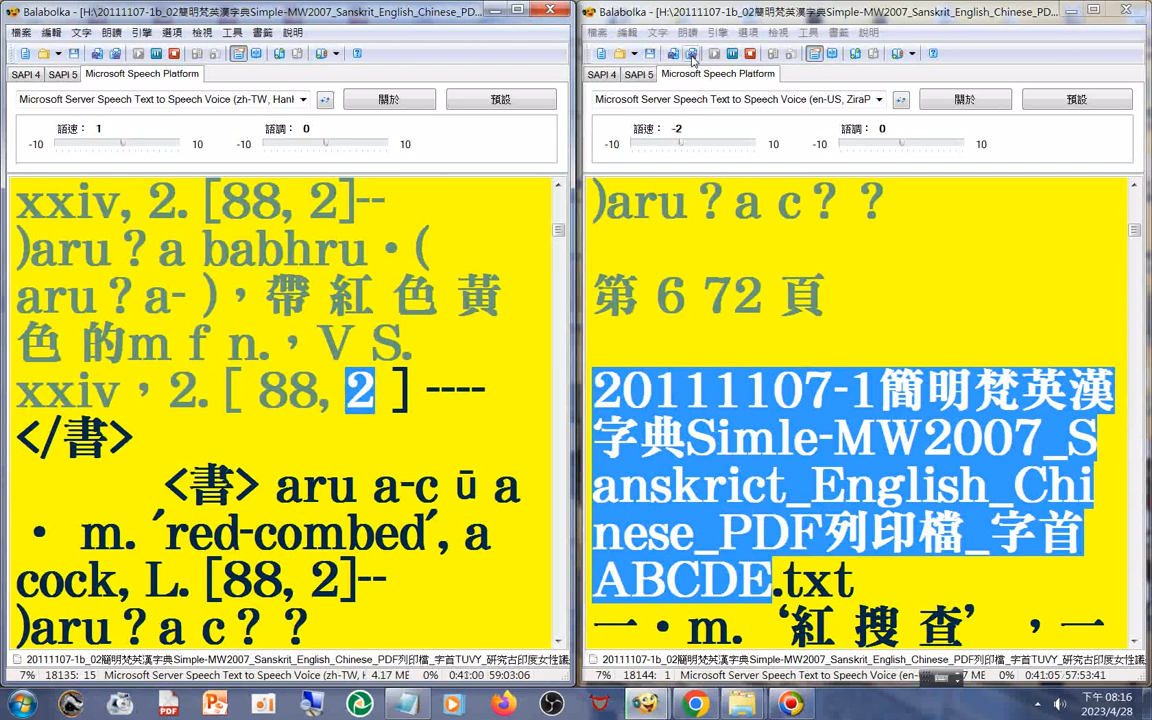 Balabolka - [H:\20111107-1b_02簡明梵英漢字典Simple-MW2007_Sanskrit_English_Chinese_PD...
檔案 編輯 文字 朗讀 引擎 選項 檢視 工具 書籤 說明
SAPI 4 SAPI 5 Microsoft Speech Platform
Microsoft Server Speech Text to Speech Voice (zh-TW, Han 關於 預設
語速： 1 語調： 0
-10 10 -10 10
xxiv, 2. [88, 2]--
)aru？a babhru‧(
aru？a- )，帶 紅 色 黃
色 的m f n.，V S.
xxiv，2. [ 88, 2 ] ----
</書>
<書> aru a-c ū a
‧ m. ´red-combed´, a
cock, L. [88, 2]--
)aru？a c？？
20111107-1b_02簡明梵英漢字典Simple-MW2007_Sanskrit_English_Chinese_PDF列印檔_字首TUVY_研究古印度女性議
7% 18135: 15 Microsoft Server Speech Text to Speech Voice (zh-TW, 4.17 ME 0% 0:41:00 59:03:06
Balabolka - [H:\20111107-1b_02簡明梵英漢字典Simple-MW2007_Sanskrit_English_Chinese_PD...
檔案 編輯 文字 朗讀 引擎 選項 檢視 工具 書籤 說明
SAPI 4 SAPI 5 Microsoft Speech Platform
Microsoft Server Speech Text to Speech Voice (en-US, ZiraP 關於 預設
語速： -2 語調： 0
-10 10 -10 10
)aru？a c？？
第 6 72 頁
20111107-1簡明梵英漢
字典Simle-MW2007_S
anskrict_English_Chi
nese_PDF列印檔_字首
ABCDE.txt
一‧m.‘紅 搜 查’，一
20111107-1b_02簡明梵英漢字典Simple-MW2007_Sanskrit_English_Chinese_PDF列印檔_字首TUVY_研究古印度女性議
7% 18144: 1 Microsoft Server Speech Text to Speech Voice (en- 0% 0:41:05 57:53:41
下午 08:16
2023/4/28